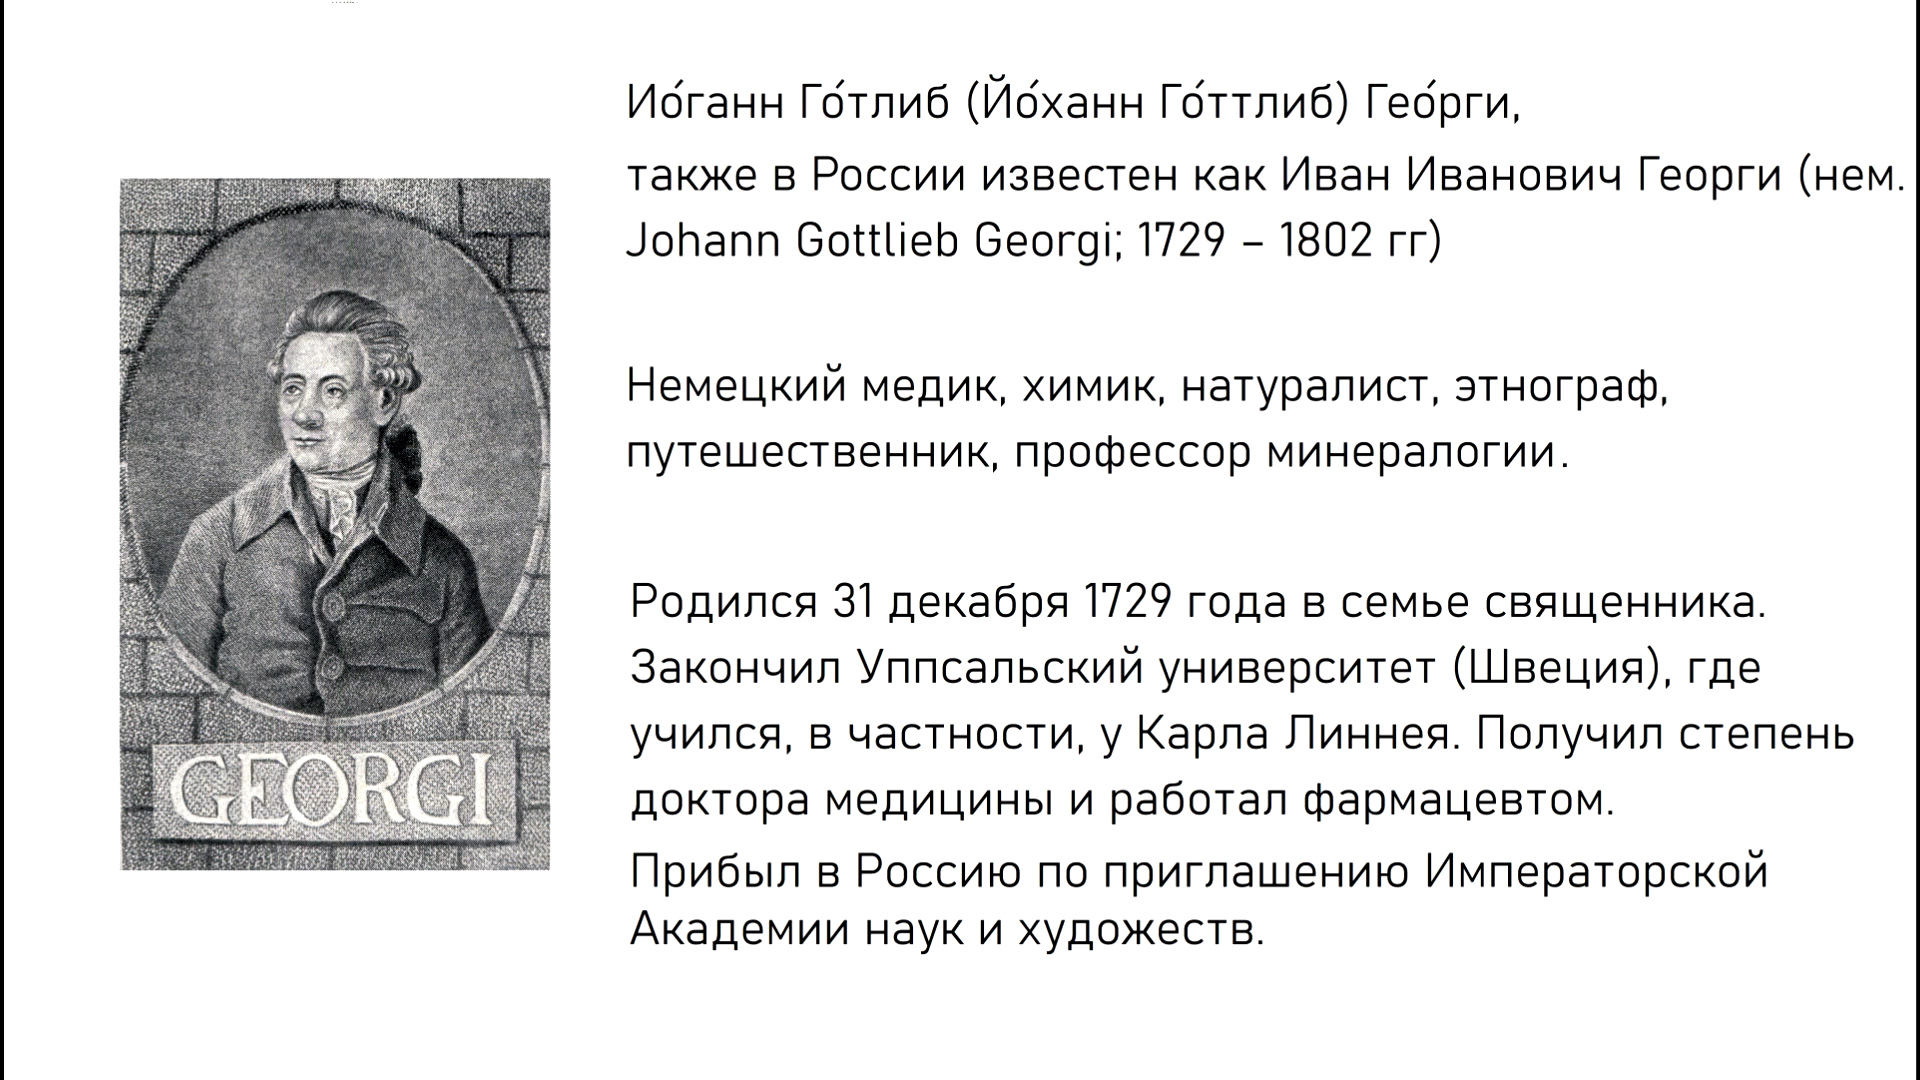 Ио́ганн Го́тлиб (Йо́ханн Го́ттлиб) Гео́рги,
также в России известен как Иван Иванович Георги (нем.
Johann Gottlieb Georgi; 1729 – 1802 гг)
Немецкий медик, химик, натуралист, этнограф,
путешественник, профессор минералогии.
Родился 31 декабря 1729 года в семье священника.
Закончил Уппсальский университет (Швеция), где
учился, в частности, у Карла Линнея. Получил степень
доктора медицины и работал фармацевтом.
Прибыл в Россию по приглашению Императорской
Академии наук и художеств.
GEORGI